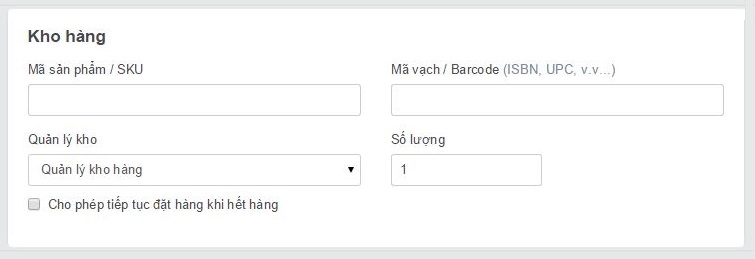 Kho hàng
Mã sản phẩm / SKU
Mã vạch / Barcode (ISBN, UPC, v.v...)
Quản lý kho
Số lượng
Quản lý kho hàng
1
Cho phép tiếp tục đặt hàng khi hết hàng